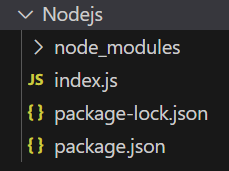 Nodejs
node_modules
JS index.js
{} package-lock.json
{} package.json